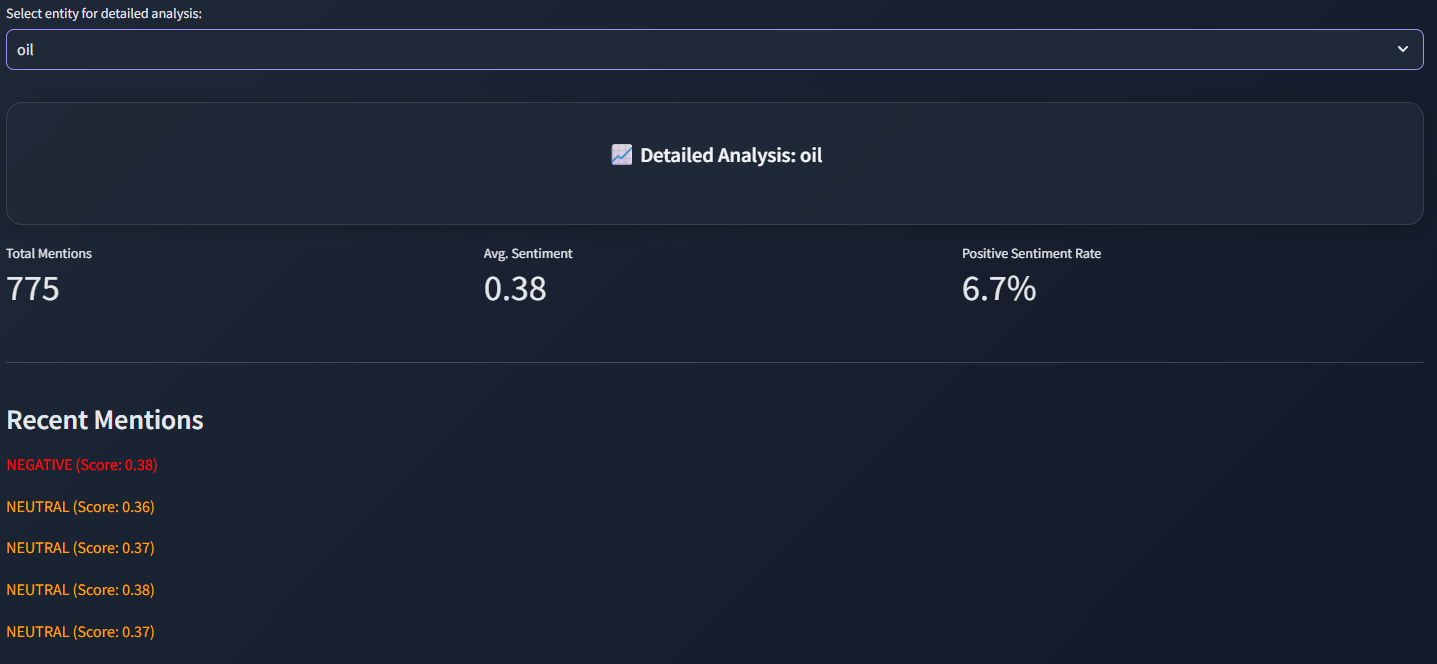 Select entity for detailed analysis:
oil
📈 Detailed Analysis: oil
Total Mentions
775
Avg. Sentiment
0.38
Positive Sentiment Rate
6.7%
Recent Mentions
NEGATIVE (Score: 0.38)
NEUTRAL (Score: 0.36)
NEUTRAL (Score: 0.37)
NEUTRAL (Score: 0.38)
NEUTRAL (Score: 0.37)